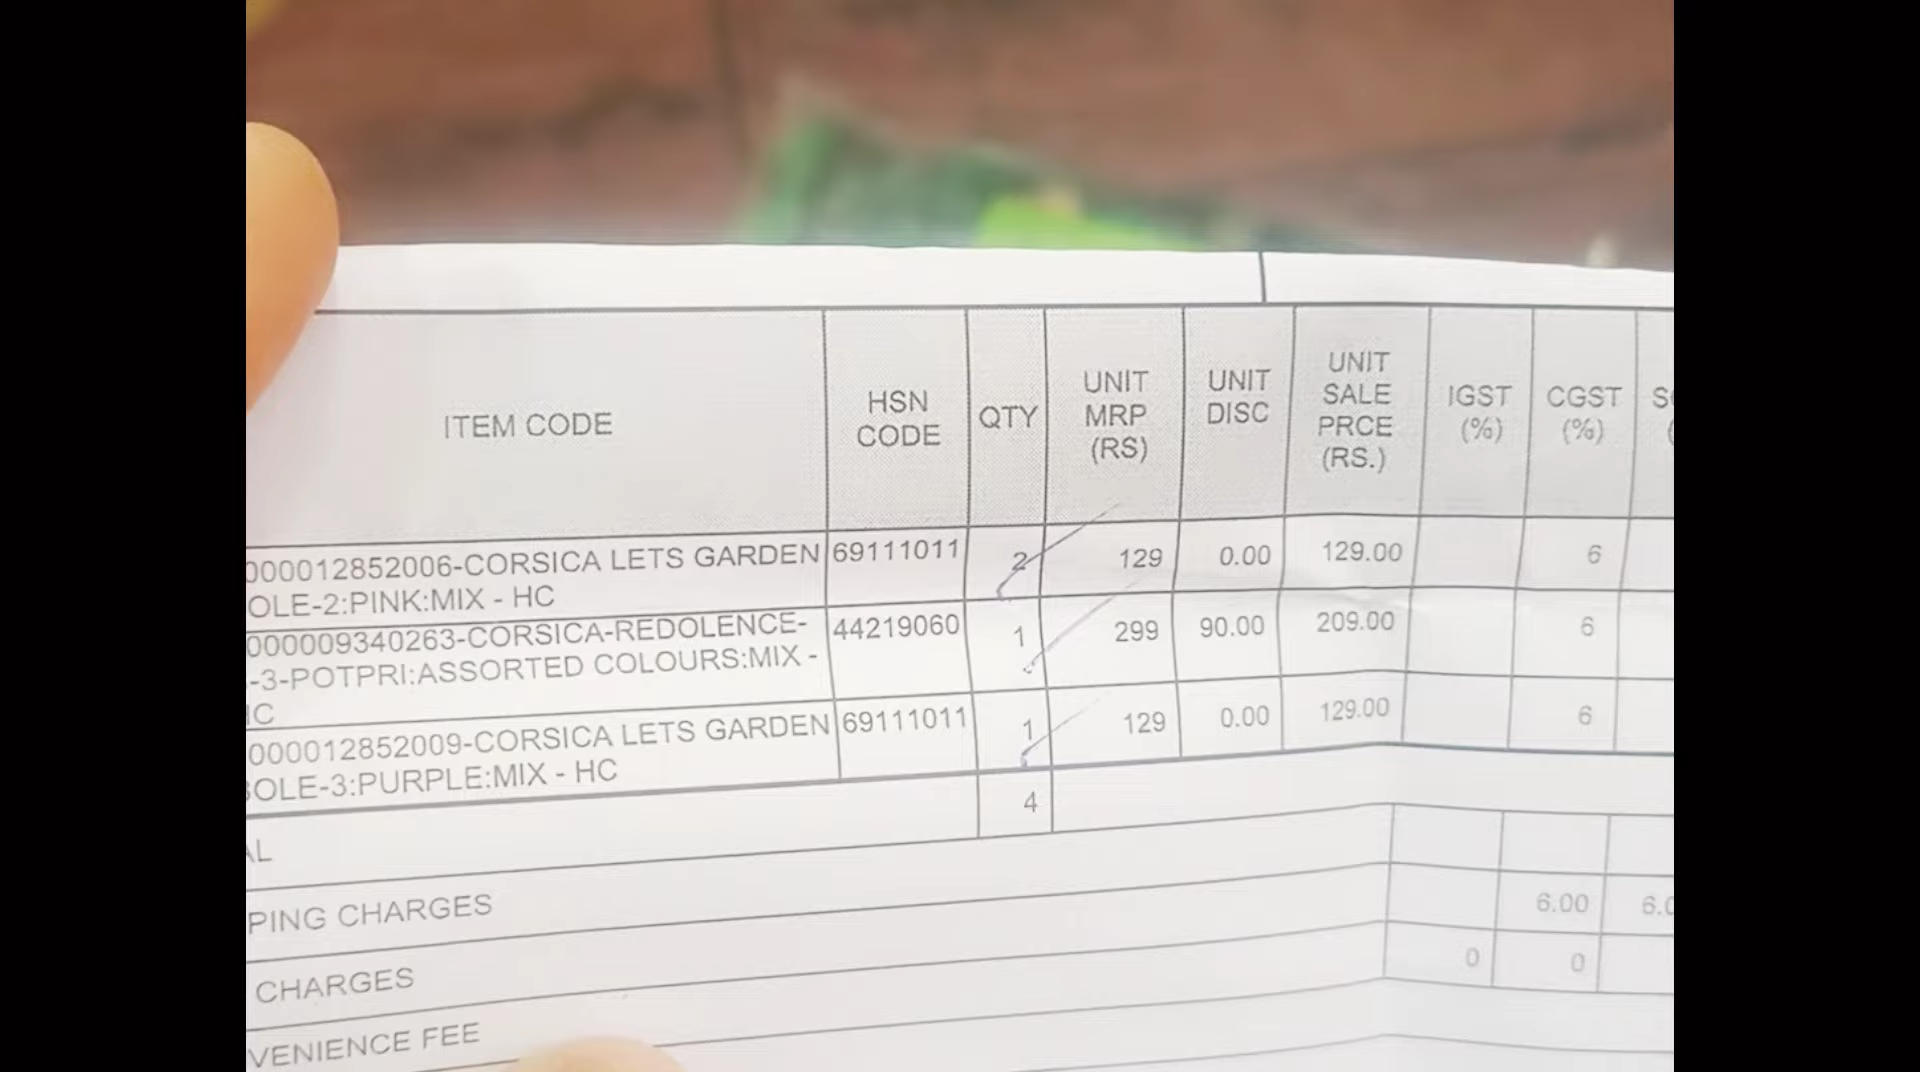 ITEM CODE HSN CODE QTY UNIT MRP (RS) UNIT DISC UNIT SALE PRCE (RS.) IGST (%) CGST (%)
000012852006-CORSICA LETS GARDEN 69111011 2 129 0.00 129.00 6
OLE-2:PINK:MIX - HC
000009340263-CORSICA-REDOLENCE- 44219060 1 299 90.00 209.00 6
-3-POTPRI:ASSORTED COLOURS:MIX -
IC
000012852009-CORSICA LETS GARDEN 69111011 1 129 0.00 129.00 6
OLE-3:PURPLE:MIX - HC
4
AL
PING CHARGES 6.00 6.0
CHARGES 0 0
VENIENCE FEE